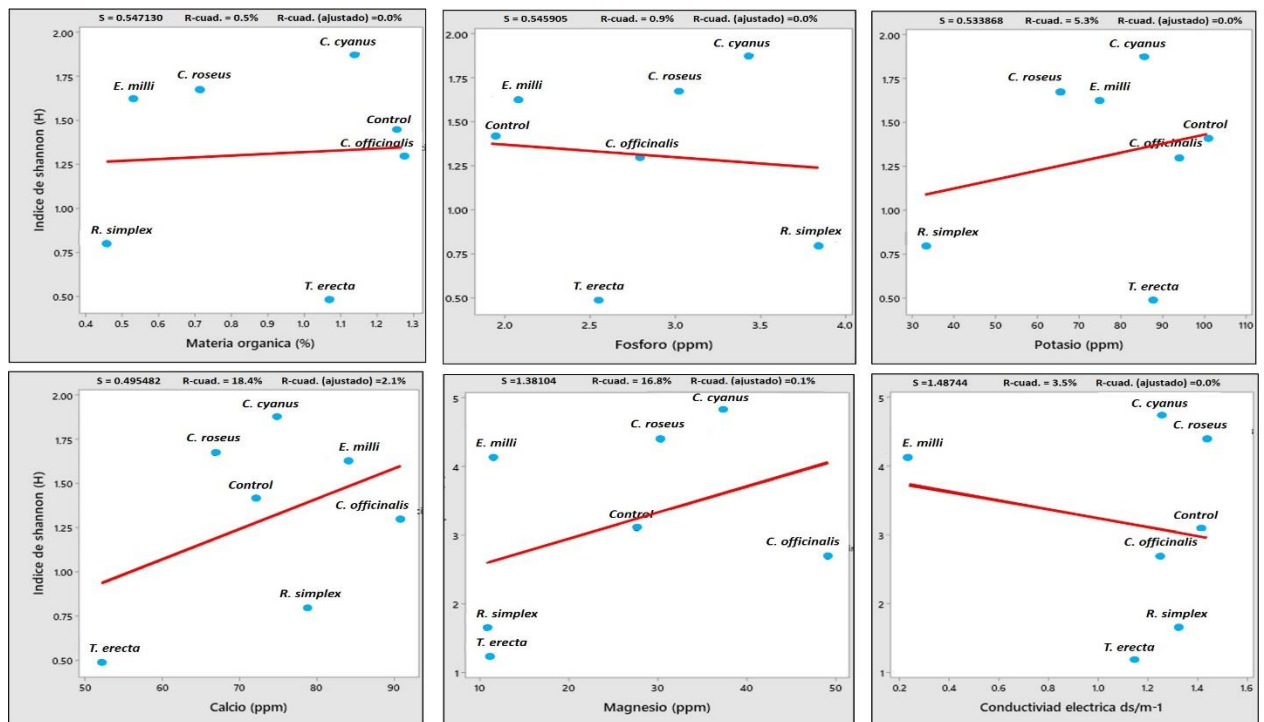 S = 0.547130 R-cuad. = 0.5% R-cuad. (ajustado) =0.0%
2.00
C. cyanus
1.75
C. roseus
E. milli
1.50
Control
C. officinalis
1.25
1.00
R. simplex
0.75
T. erecta
0.50
Indice de shannon (H)
0.4 0.5 0.6 0.7 0.8 0.9 1.0 1.1 1.2 1.3
Materia organica (%)
S = 0.545905 R-cuad. = 0.9% R-cuad. (ajustado) =0.0%
2.00
C. cyanus
C. roseus
1.75
E. milli
1.50
Control
C. officinalis
1.25
1.00
R. simplex
0.75
T. erecta
0.50
2.0 2.5 3.0 3.5 4.0
Fosforo (ppm)
S = 0.533868 R-cuad. = 5.3% R-cuad. (ajustado) =0.0%
2.00
C. cyanus
C. roseus
E. milli
1.75
1.50
Control
C. officinalis
1.25
1.00
R. simplex
0.75
T. erecta
0.50
30 40 50 60 70 80 90 100 110
Potasio (ppm)
S = 0.495482 R-cuad. = 18.4% R-cuad. (ajustado) =2.1%
2.00
C. cyanus
1.75
C. roseus
E. milli
1.50
Control
C. officinalis
1.25
1.00
R. simplex
0.75
T. erecta
0.50
Indice de shannon (H)
50 60 70 80 90
Calcio (ppm)
S =1.38104 R-cuad. = 16.8% R-cuad. (ajustado) =0.1%
5
C. cyanus
C. roseus
E. milli
4
Control
3
C. officinalis
2
R. simplex
T. erecta
1
10 20 30 40 50
Magnesio (ppm)
S =1.48744 R-cuad. = 3.5% R-cuad. (ajustado) =0.0%
5
C. cyanus
C. roseus
E. milli
4
Control
3
C. officinalis
2
R. simplex
T. erecta
1
0.2 0.4 0.6 0.8 1.0 1.2 1.4 1.6
Conductiviad electrica ds/m-1